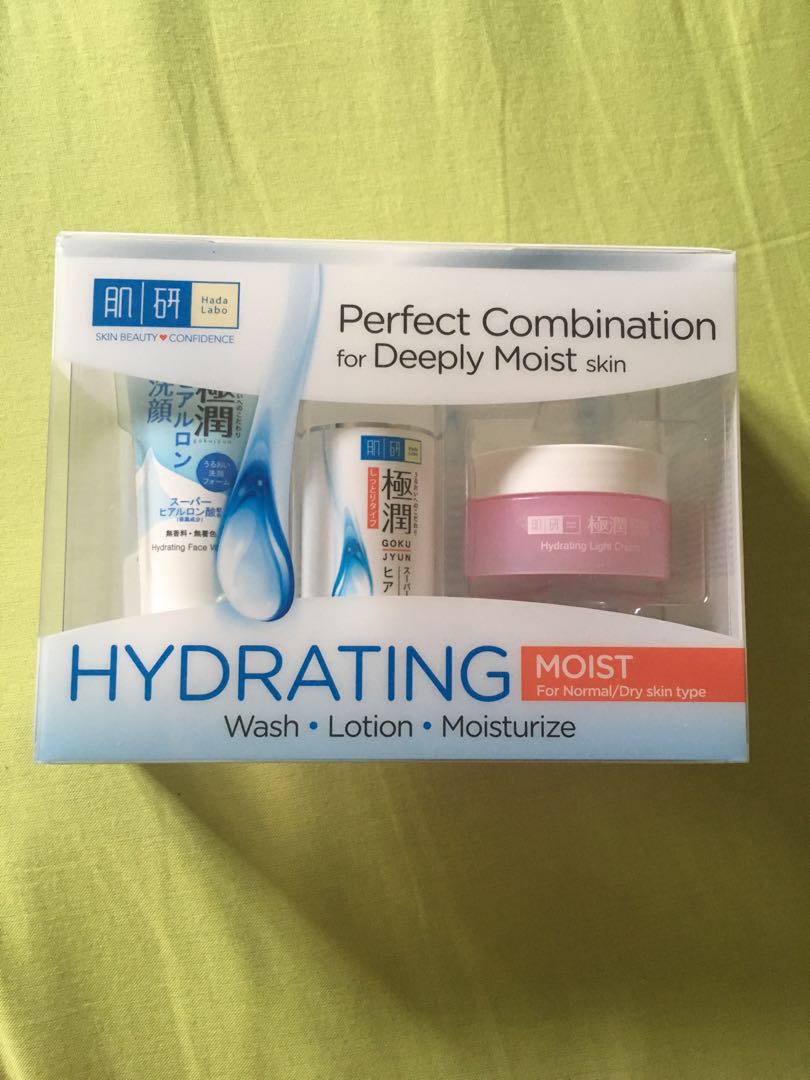 肌研
Hada
Labo
SKIN BEAUTY♥CONFIDENCE
Perfect Combination
for Deeply Moist skin
極潤
gokujyun
ヒアルロン
洗顔
うるおい
洗顔
フォーム
スーパー
ヒアルロン酸
無香料・無着色
Hydrating Face
肌研
Hada
Labo
極潤
しっとりタイプ
GOKU
JYUN
スーパー
ヒア
肌研
極潤
Hydrating Light Cream
HYDRATING
MOIST
For Normal/Dry skin type
Wash • Lotion • Moisturize